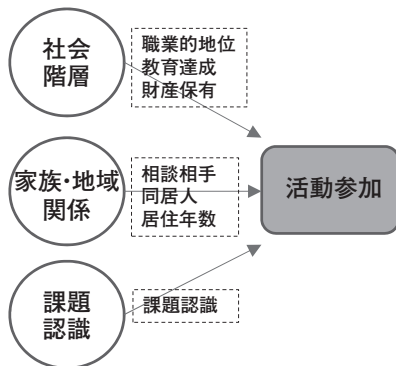 社会
階層
職業的地位
教育達成
財産保有
家族・地域
関係
相談相手
同居人
居住年数
活動参加
課題
認識
課題認識